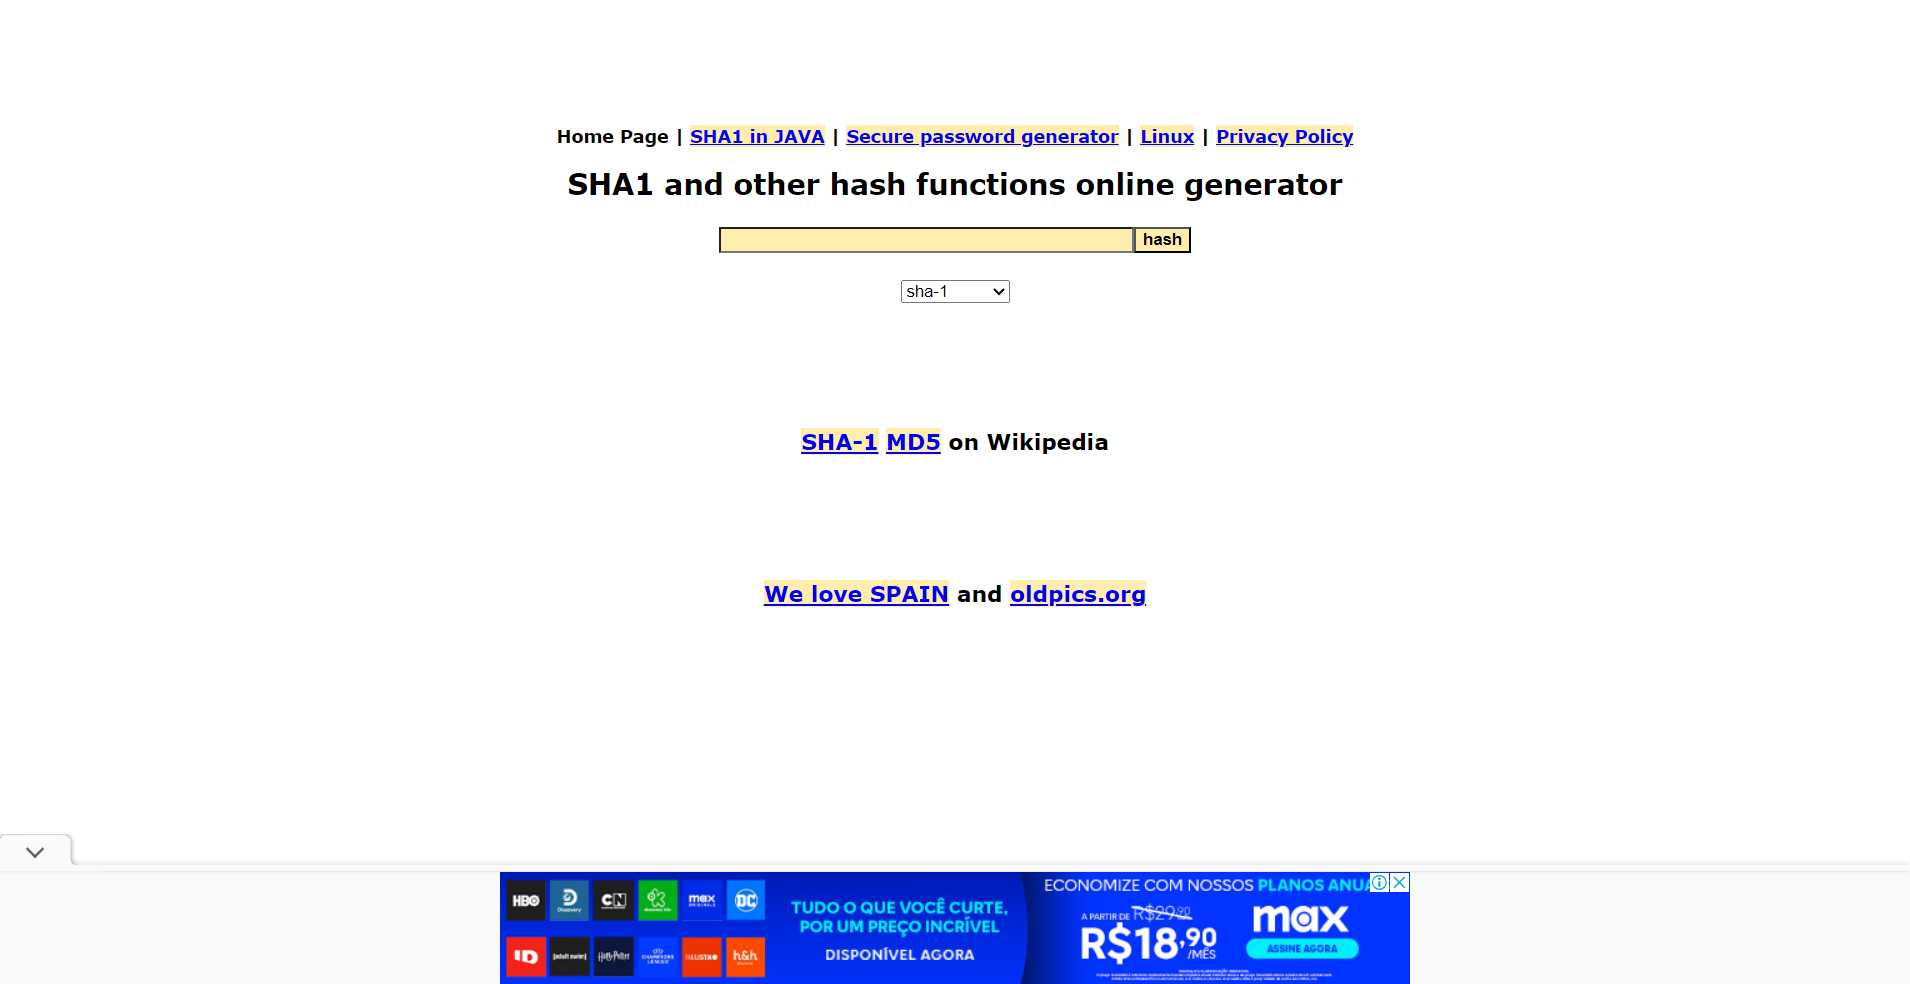 Home Page | SHA1 in JAVA | Secure password generator | Linux | Privacy Policy
SHA1 and other hash functions online generator
hash
sha-1
SHA-1 MD5 on Wikipedia
We love SPAIN and oldpics.org
HBO Discovery CN max ORIGINALS DC
ID [adult swim] Harry Potter CHAMPIONS LEAGUE h&h
TUDO O QUE VOCÊ CURTE,
POR UM PREÇO INCRÍVEL
DISPONÍVEL AGORA
ECONOMIZE COM NOSSOS PLANOS ANUA
A PARTIR DE R$29,90
R$18,90
/MÊS
max
ASSINE AGORA